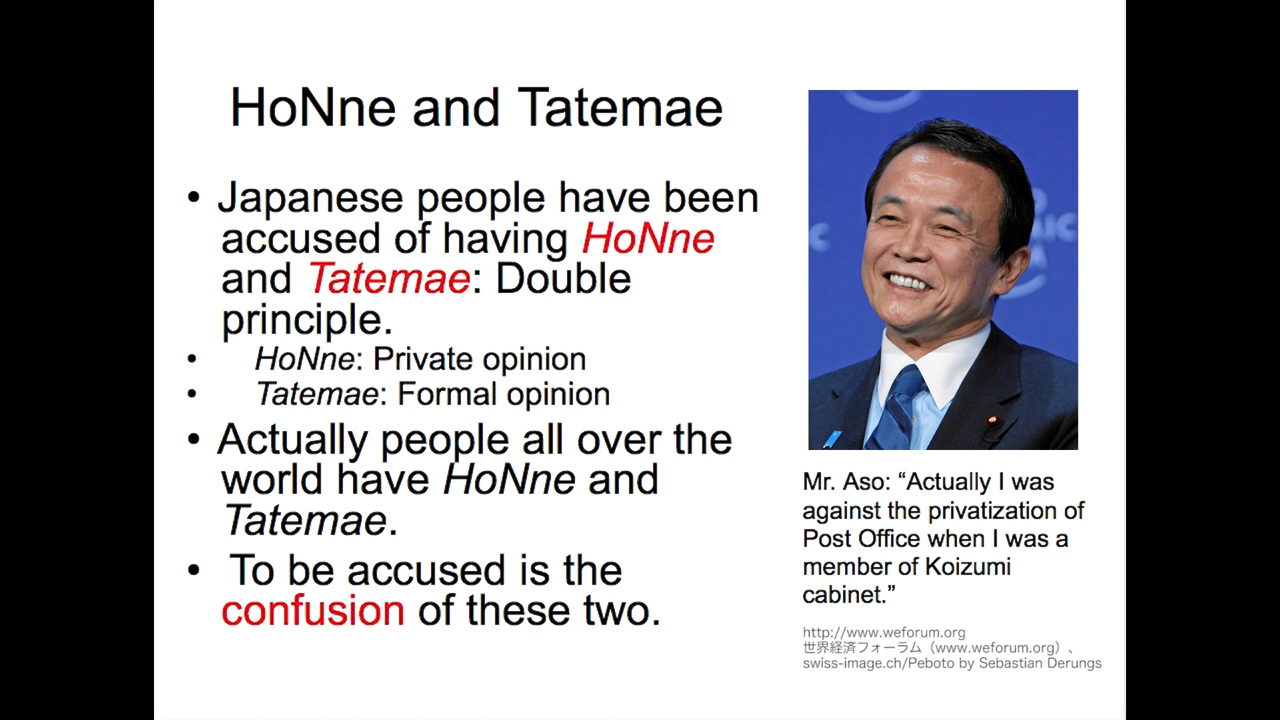 HoNne and Tatemae
• Japanese people have been
accused of having HoNne
and Tatemae: Double
principle.
• HoNne: Private opinion
• Tatemae: Formal opinion
• Actually people all over the
world have HoNne and
Tatemae.
• To be accused is the
confusion of these two.
Mr. Aso: “Actually I was
against the privatization of
Post Office when I was a
member of Koizumi
cabinet.”
http://www.weforum.org
世界経済フォーラム（www.weforum.org）、
swiss-image.ch/Peboto by Sebastian Derungs